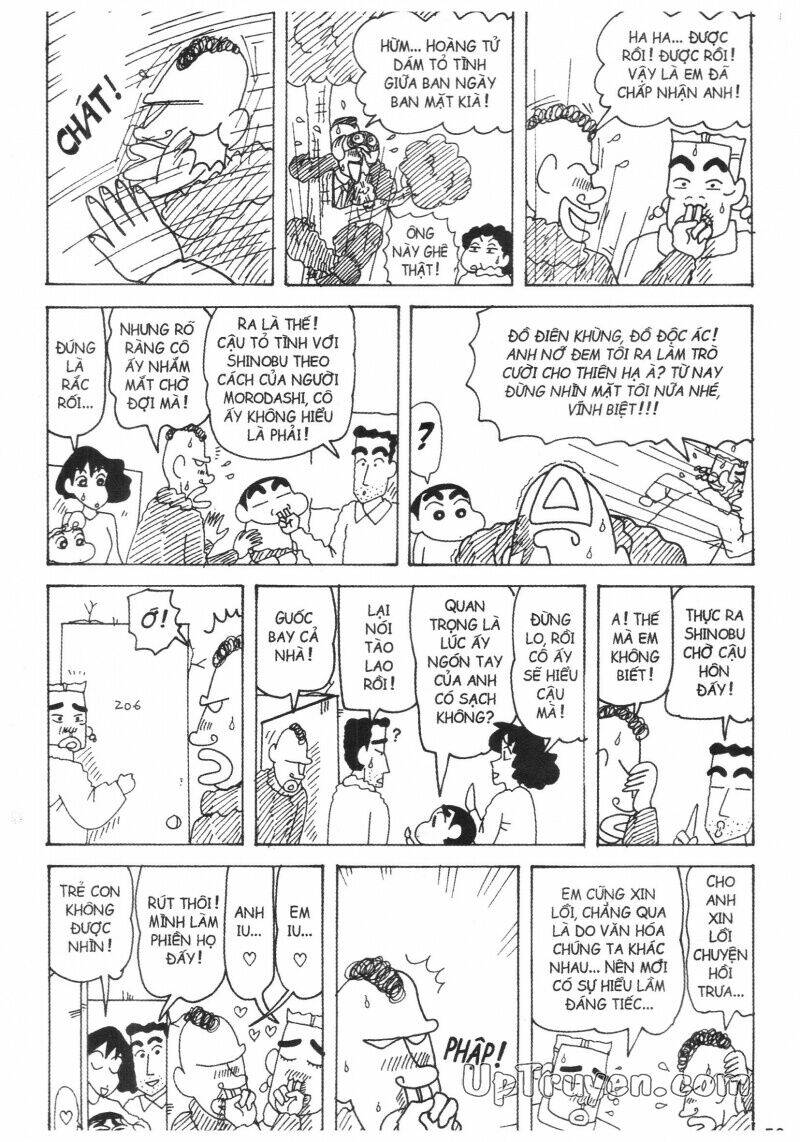 HA HA... ĐƯỢC
RỒI! ĐƯỢC RỒI!
VẬY LÀ EM ĐÃ
CHẤP NHẬN ANH!
HỪM... HOÀNG TỬ
DÁM TỎ TÌNH
GIỮA BAN NGÀY
BAN MẶT KIÀ!
ÔNG
NÀY GHÊ
THẬT!
CHÁT!
ĐỒ ĐIÊN KHÙNG, ĐỒ ĐỘC ÁC!
ANH NỠ ĐEM TÔI RA LÀM TRÒ
CƯỜI CHO THIÊN HẠ À? TỪ NAY
ĐỪNG NHÌN MẶT TÔI NỮA NHÉ,
VĨNH BIỆT!!!
?
RA LÀ THẾ!
CẬU TỎ TÌNH VỚI
SHINOBU THEO
CÁCH CỦA NGƯỜI
MORODASHI, CÔ
ẤY KHÔNG HIỂU
LÀ PHẢI!
NHƯNG RÕ
RÀNG CÔ
ẤY NHẮM
MẮT CHỜ
ĐỢI MÀ!
ĐÚNG
LÀ
RẮC
RỐI...
THỰC RA
SHINOBU
CHỜ CẬU
HÔN
ĐẤY!
A! THẾ
MÀ EM
KHÔNG
BIẾT!
ĐỪNG
LO, RỒI
CÔ ẤY
SẼ HIỂU
CẬU
MÀ!
QUAN
TRỌNG LÀ
LÚC ẤY
NGÓN TAY
CỦA ANH
CÓ SẠCH
KHÔNG?
LẠI
NÓI
TÀO
LAO
RỒI!
?
GUỐC
BAY CẢ
NHÀ!
Ớ!
206
CHO
ANH
XIN
LỖI
CHUYỆN
HỒI
TRƯA...
EM CŨNG XIN
LỖI, CHẲNG QUA
LÀ DO VĂN HÓA
CHÚNG TA KHÁC
NHAU... NÊN MỚI
CÓ SỰ HIỂU LẦM
ĐÁNG TIẾC...
PHẬP!
EM
IU...
ANH
IU...
RÚT THÔI!
MÌNH LÀM
PHIỀN HỌ
ĐẤY!
TRẺ CON
KHÔNG
ĐƯỢC
NHÌN!
UpTruyen.com